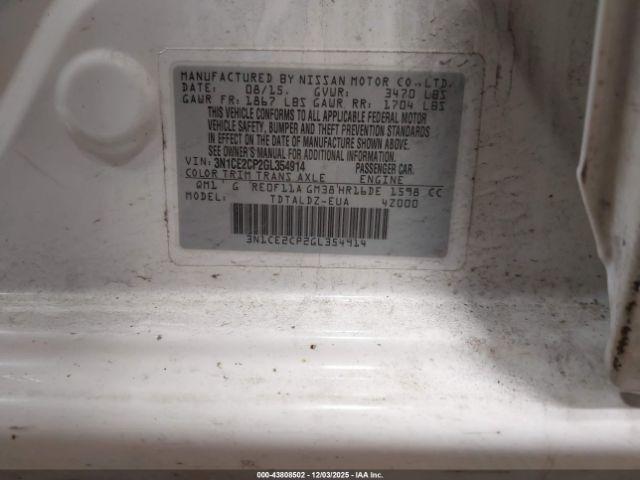 MANUFACTURED BY NISSAN MOTOR CO., LTD.
DATE: 08/15. GVWR: 3470 LBS
GAWR FR: 1867 LBS GAWR RR: 1704 LBS
THIS VEHICLE CONFORMS TO ALL APPLICABLE FEDERAL MOTOR
VEHICLE SAFETY, BUMPER AND THEFT PREVENTION STANDARDS
IN EFFECT ON THE DATE OF MANUFACTURE SHOWN ABOVE.
SEE OWNER'S MANUAL FOR ADDITIONAL INFORMATION
VIN: 3N1CE2CP2GL354914 PASSENGER CAR.
COLOR TRIM TRANS AXLE ENGINE
QM1 G RE0F11A GM38 HR16DE 1598 CC
MODEL: TDTALDZ-EUA 4Z000
3N1CE2CP2GL354914
000-43808502 - 12/03/2025 - IAA Inc.